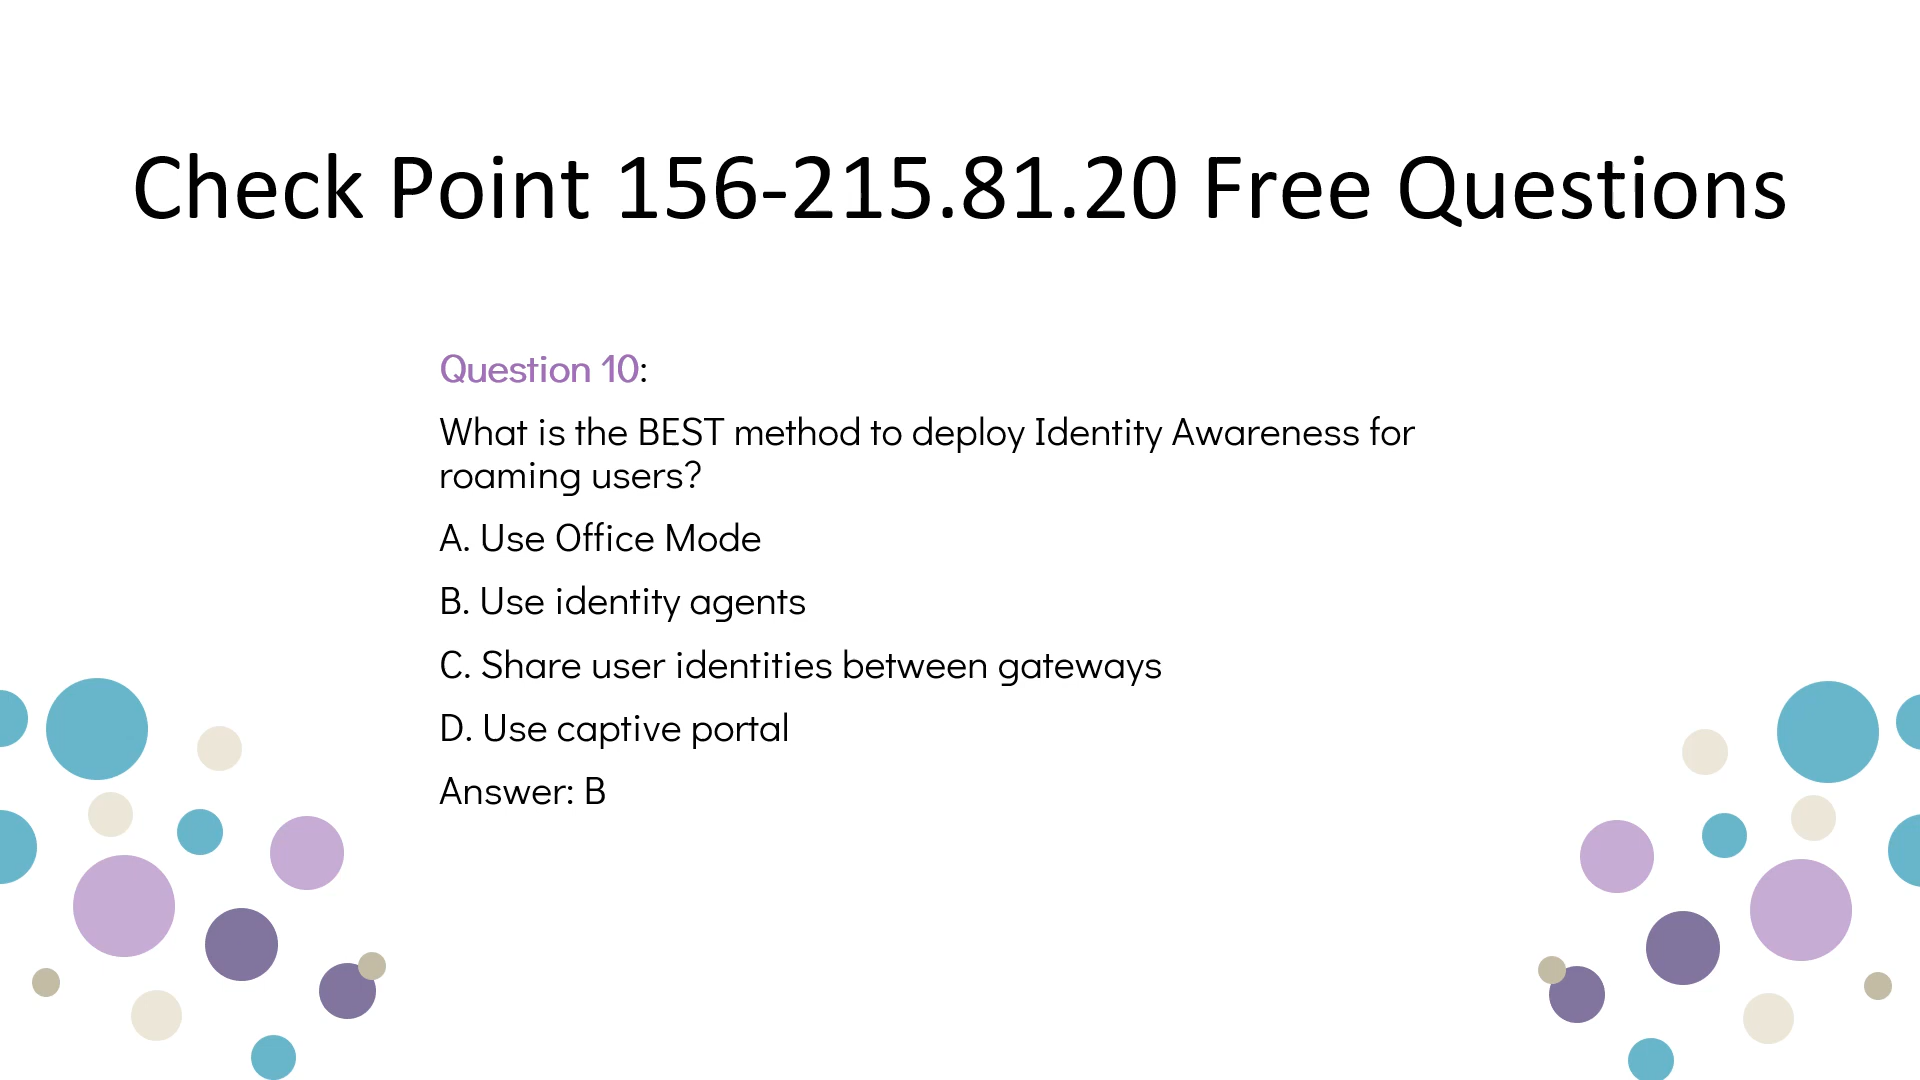 Check Point 156-215.81.20 Free Questions
Question 10:
What is the BEST method to deploy Identity Awareness for
roaming users?
A. Use Office Mode
B. Use identity agents
C. Share user identities between gateways
D. Use captive portal
Answer: B